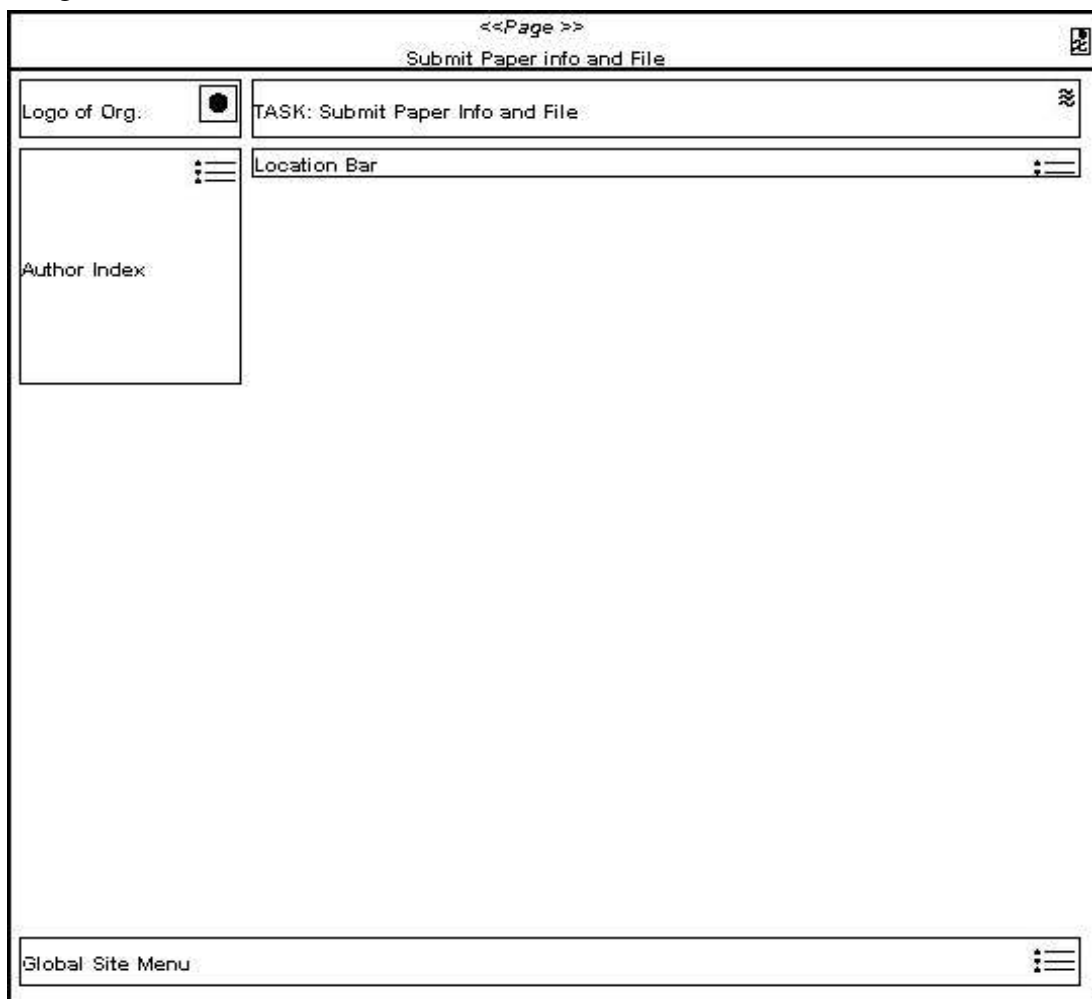 <<Page >>
Submit Paper info and File
Logo of Org:
TASK: Submit Paper Info and File
Location Bar
Author Index
Global Site Menu